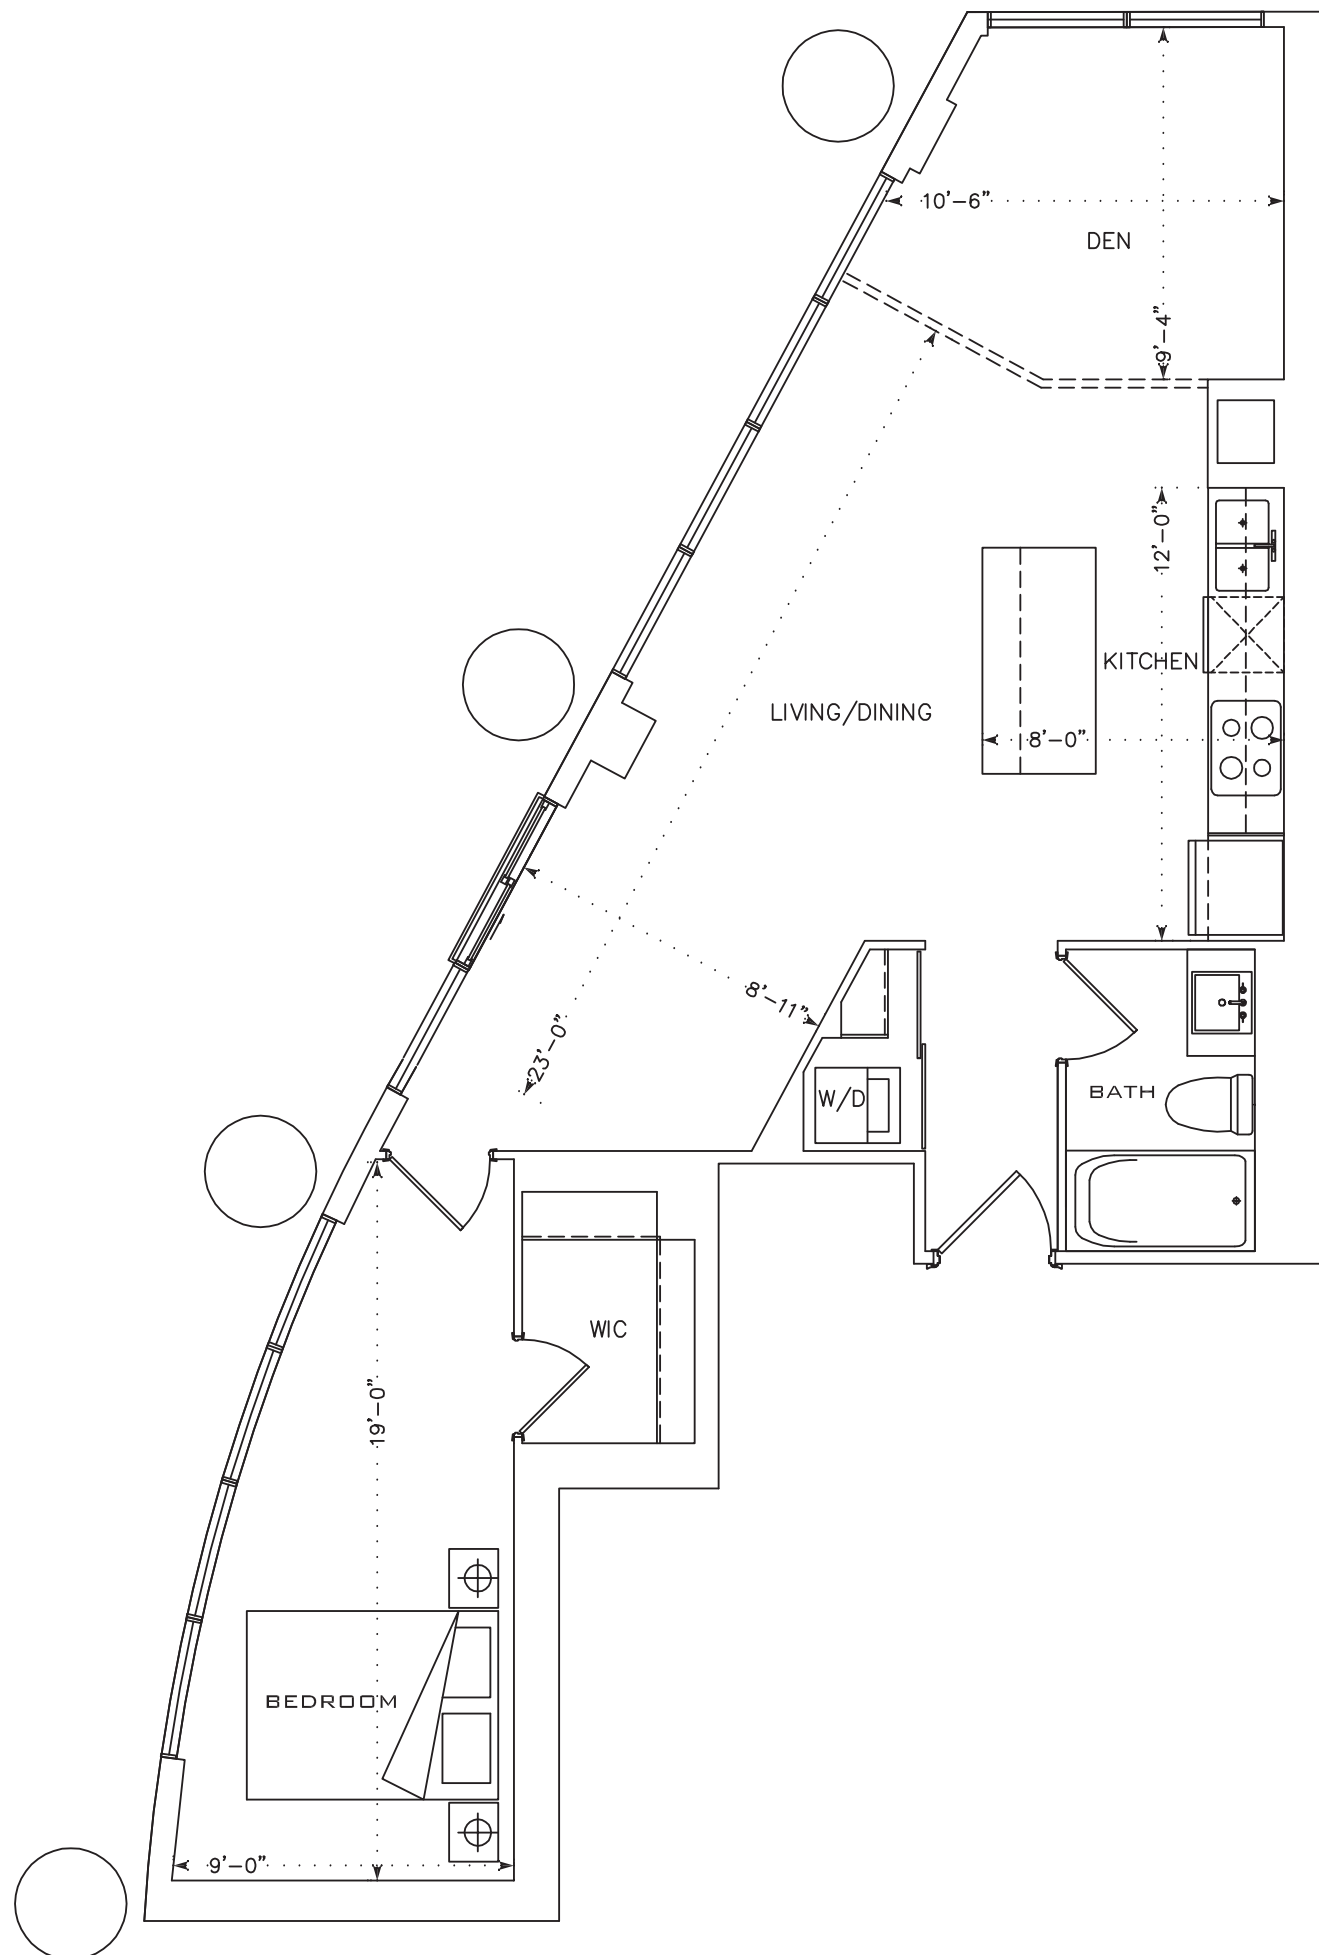 10'-6"
DEN
9'-4"
12'-0"
KITCHEN
LIVING/DINING
8'-0"
8'-11"
23'-0"
W/D
BATH
WIC
19'-0"
BEDROOM
9'-0"